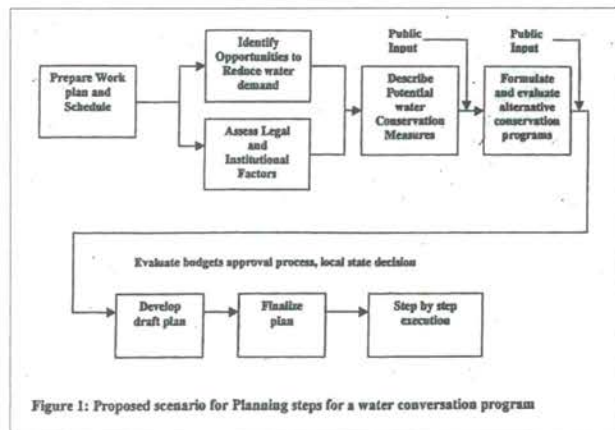 Public
Input
Public
Input
Prepare Work
plan and
Schedule
Identify
Opportunities to
Reduce water
demand
Assess Legal
and
Institutional
Factors
Describe
Potential
water
Conservation
Measures
Formulate
and evaluate
alternative
conservation
programs
Evaluate budgets approval process, local state decision
Develop
draft plan
Finalize
plan
Step by step
execution
Figure 1: Proposed scenario for Planning steps for a water conversation program